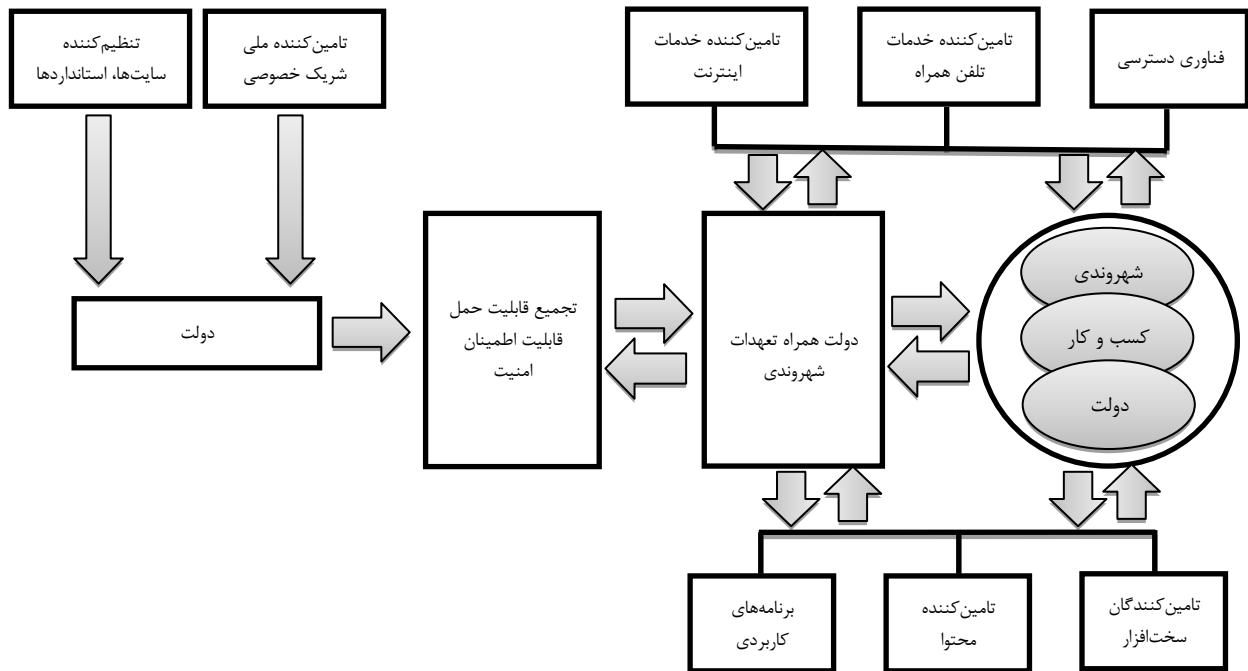 فناوری دسترسی
تامین‌کننده خدمات
تلفن همراه
تامین‌کننده خدمات
اینترنت
تامین‌کننده ملی
شریک خصوصی
تنظیم‌کننده
سایت‌ها، استانداردها
شهروندی
کسب و کار
دولت
دولت همراه تعهدات
شهروندی
تجمیع قابلیت حمل
قابلیت اطمینان
امنیت
دولت
تامین‌کنندگان
سخت‌افزار
تامین‌کننده
محتوا
برنامه‌های
کاربردی